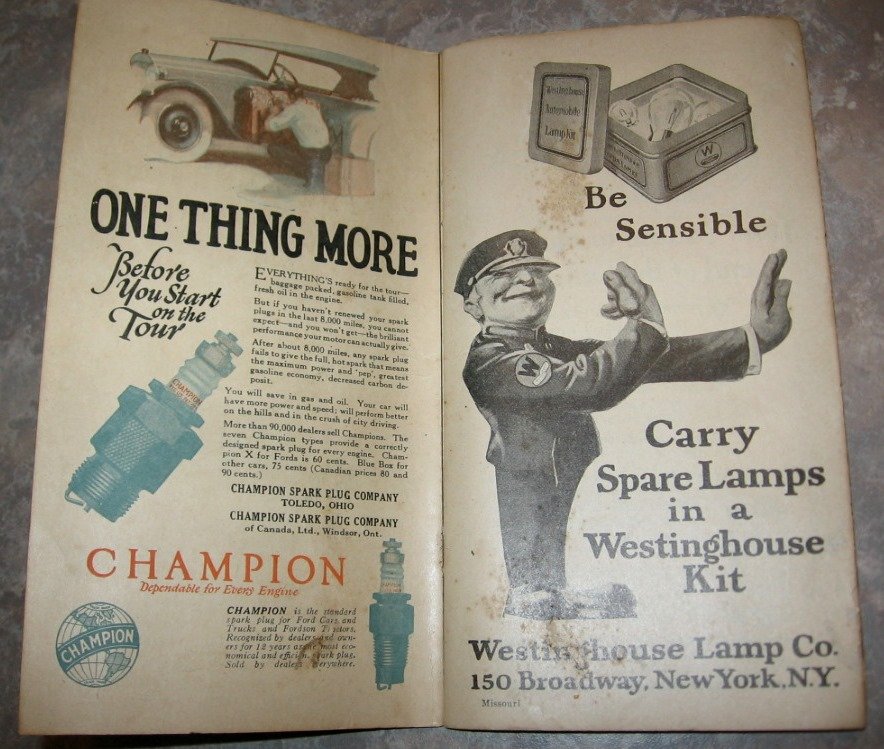 ONE THING MORE
Before
You Start
on the
Tour
EVERYTHING'S ready for the tour—
baggage packed, gasoline tank filled,
fresh oil in the engine.
But if you haven't renewed your spark
plugs in the last 8,000 miles, you cannot
expect—and you won't get—the brilliant
performance your motor can actually give.
After about 8,000 miles, any spark plug
fails to give the full, hot spark that means
the maximum power and 'pep', greatest
gasoline economy, decreased carbon de-
posit.
You will save in gas and oil. Your car will
have more power and speed; will perform better
on the hills and in the crush of city driving.
More than 90,000 dealers sell Champions. The
seven Champion types provide a correctly
designed spark plug for every engine. Cham-
pion X for Fords is 60 cents. Blue Box for
other cars, 75 cents (Canadian prices 80 and
90 cents.)
CHAMPION
CHAMPION SPARK PLUG COMPANY
TOLEDO, OHIO
CHAMPION SPARK PLUG COMPANY
of Canada, Ltd., Windsor, Ont.
CHAMPION
Dependable for Every Engine
CHAMPION
CHAMPION is the standard
spark plug for Ford Cars and
Trucks and Fordson Tractors.
Recognized by dealers and own-
ers for 12 years as the most eco-
nomical and efficient spark plug.
Sold by dealers everywhere.
CHAMPION
Westinghouse
Automobile
Lamp Kit
W
Be
Sensible
W
Carry
Spare Lamps
in a
Westinghouse
Kit
Westinghouse Lamp Co.
150 Broadway, New York, N.Y.
Missouri